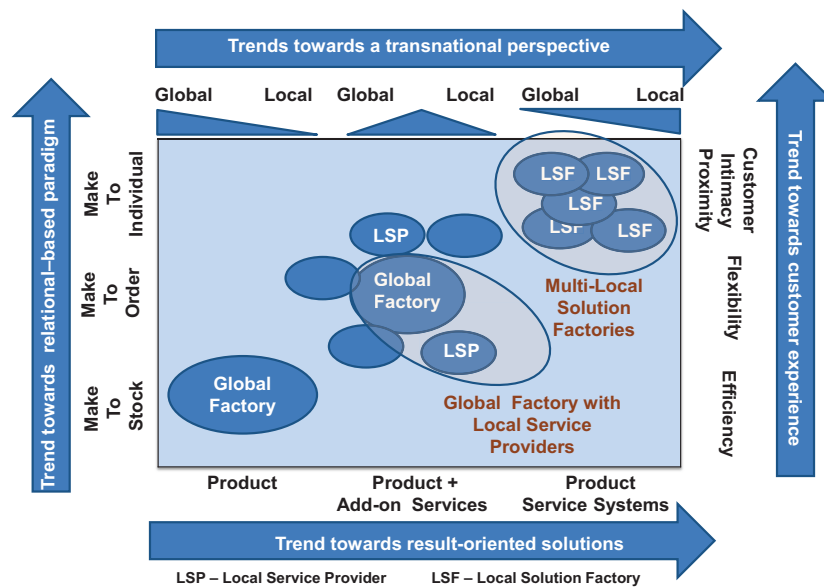 Trends towards a transnational perspective
Global Local Global Local Global Local
Trend towards relational–based paradigm
Make To Individual
Make To Order
Make To Stock
LSF LSF
LSF
LSF LSF
LSP
Global
Factory
LSP
Global
Factory
Multi-Local
Solution
Factories
Global Factory with
Local Service
Providers
Customer Intimacy Proximity
Flexibility
Efficiency
Trend towards customer experience
Product
Product +
Add-on Services
Product
Service Systems
Trend towards result-oriented solutions
LSP – Local Service Provider LSF – Local Solution Factory